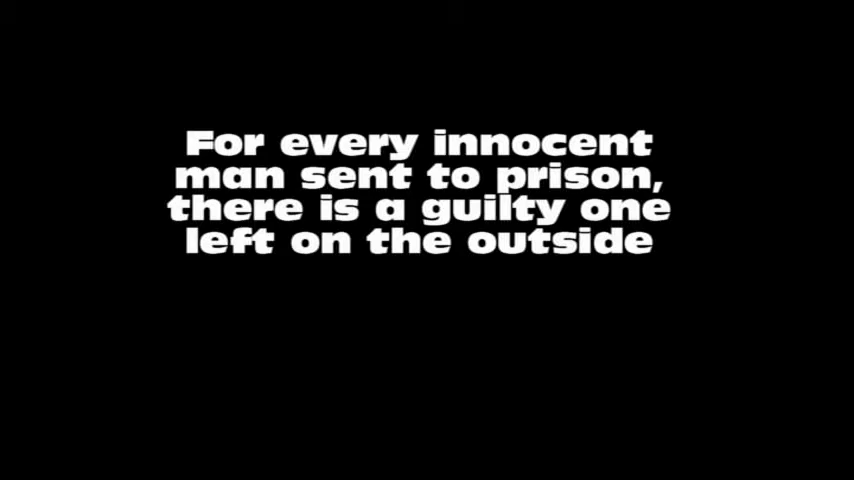 For every innocent
man sent to prison,
there is a guilty one
left on the outside